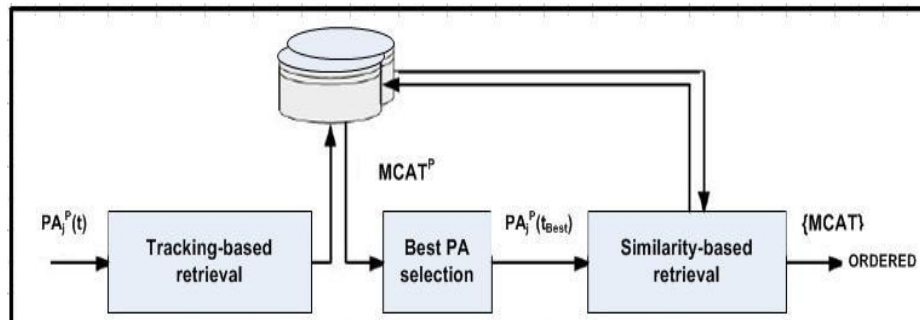 MCAT^P
PA_j^P(t)
Tracking-based
retrieval
Best PA
selection
PA_j^P(t_Best)
Similarity-based
retrieval
{MCAT}
ORDERED